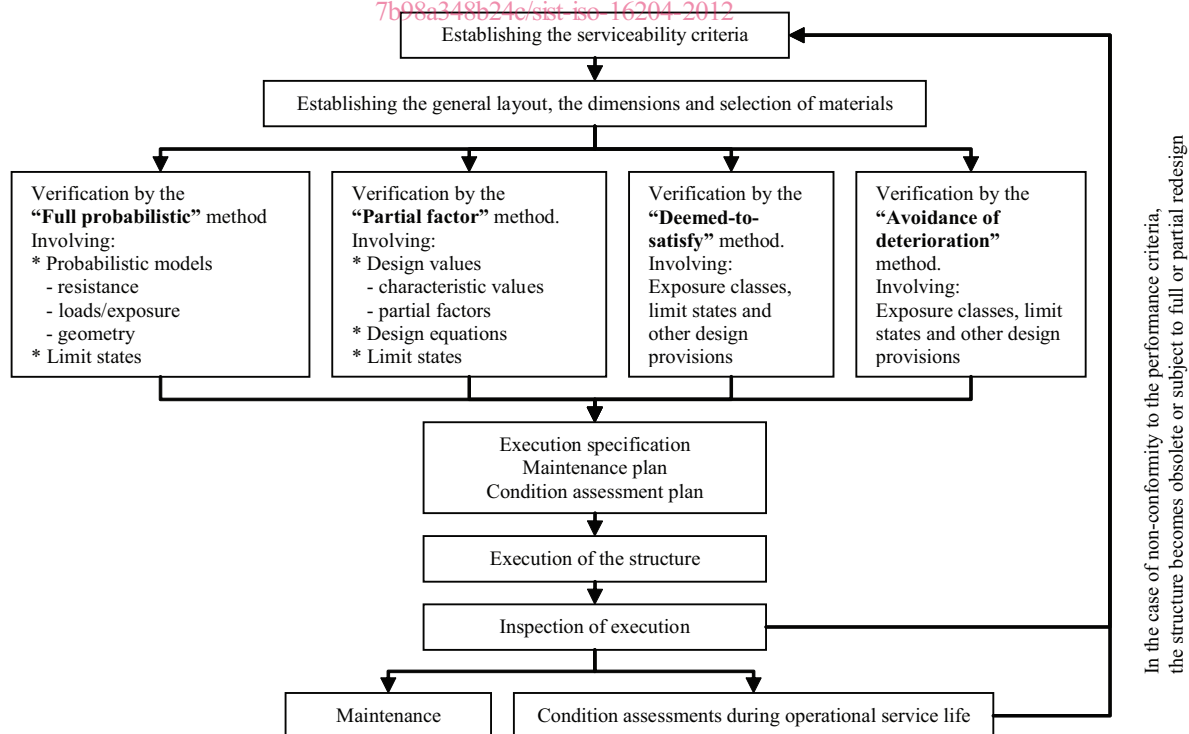 7b98a348b24c/sist-iso-16204-2012
Establishing the serviceability criteria
Establishing the general layout, the dimensions and selection of materials
Verification by the
“Full probabilistic” method
Involving:
* Probabilistic models
- resistance
- loads/exposure
- geometry
* Limit states
Verification by the
“Partial factor” method.
Involving:
* Design values
- characteristic values
- partial factors
* Design equations
* Limit states
Verification by the
“Deemed-to-
satisfy” method.
Involving:
Exposure classes,
limit states and
other design
provisions
Verification by the
“Avoidance of
deterioration”
method.
Involving:
Exposure classes, limit
states and other design
provisions
Execution specification
Maintenance plan
Condition assessment plan
Execution of the structure
Inspection of execution
Maintenance
Condition assessments during operational service life
In the case of non-conformity to the performance criteria,
the structure becomes obsolete or subject to full or partial redesign